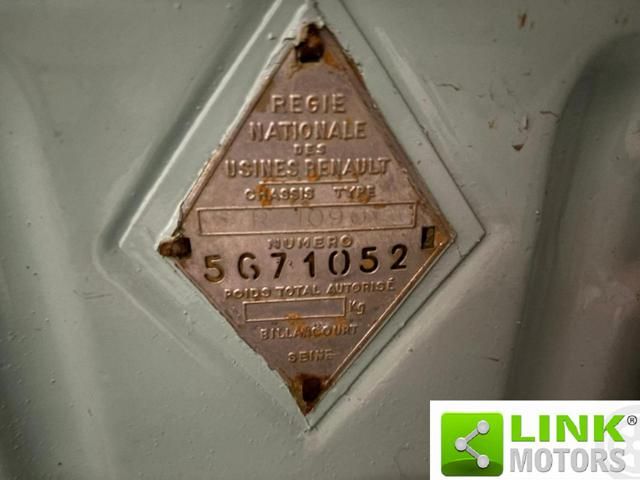 REGIE
NATIONALE
DES
USINES RENAULT
CHASSIS TYPE
NUMERO
5671052
POIDS TOTAL AUTORISÉ
Kg
BILLANCOURT
SEINE
LINK®
MOTORS